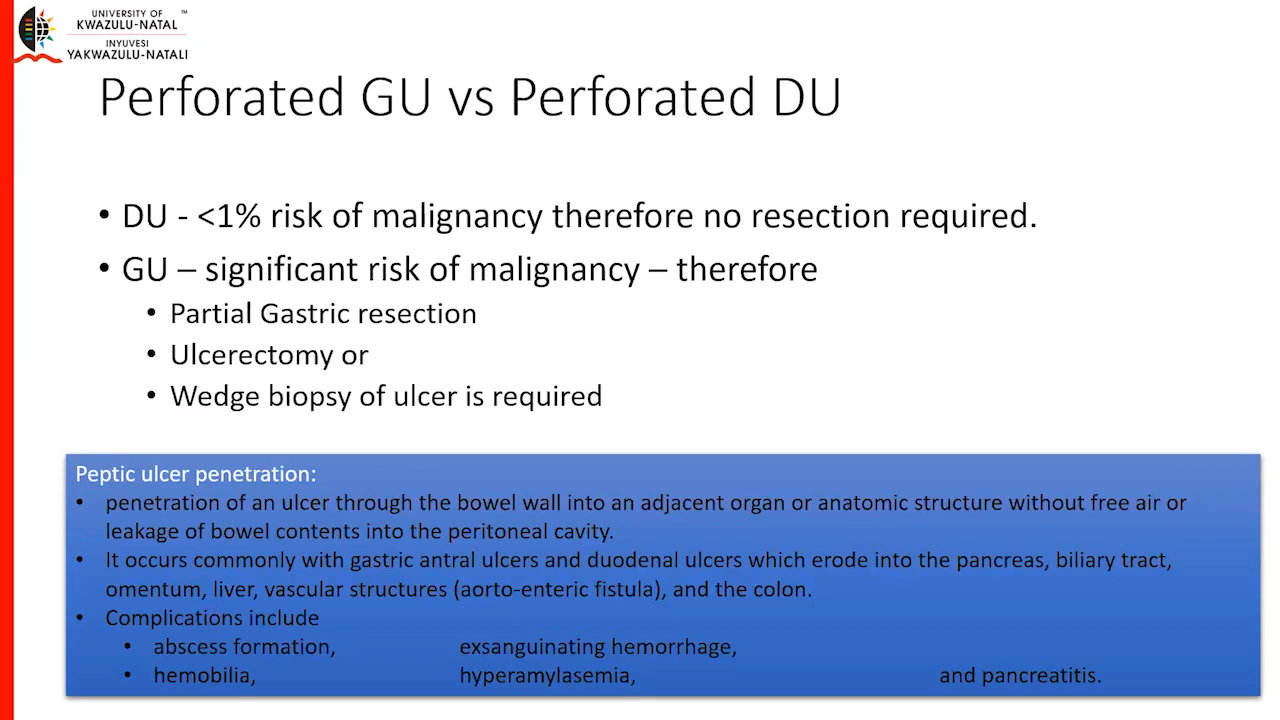 UNIVERSITY OF ™
KWAZULU-NATAL
INYUVESI
YAKWAZULU-NATALI
Perforated GU vs Perforated DU
• DU - <1% risk of malignancy therefore no resection required.
• GU – significant risk of malignancy – therefore
• Partial Gastric resection
• Ulcerectomy or
• Wedge biopsy of ulcer is required
Peptic ulcer penetration:
• penetration of an ulcer through the bowel wall into an adjacent organ or anatomic structure without free air or
leakage of bowel contents into the peritoneal cavity.
• It occurs commonly with gastric antral ulcers and duodenal ulcers which erode into the pancreas, biliary tract,
omentum, liver, vascular structures (aorto-enteric fistula), and the colon.
• Complications include
• abscess formation, exsanguinating hemorrhage,
• hemobilia, hyperamylasemia, and pancreatitis.